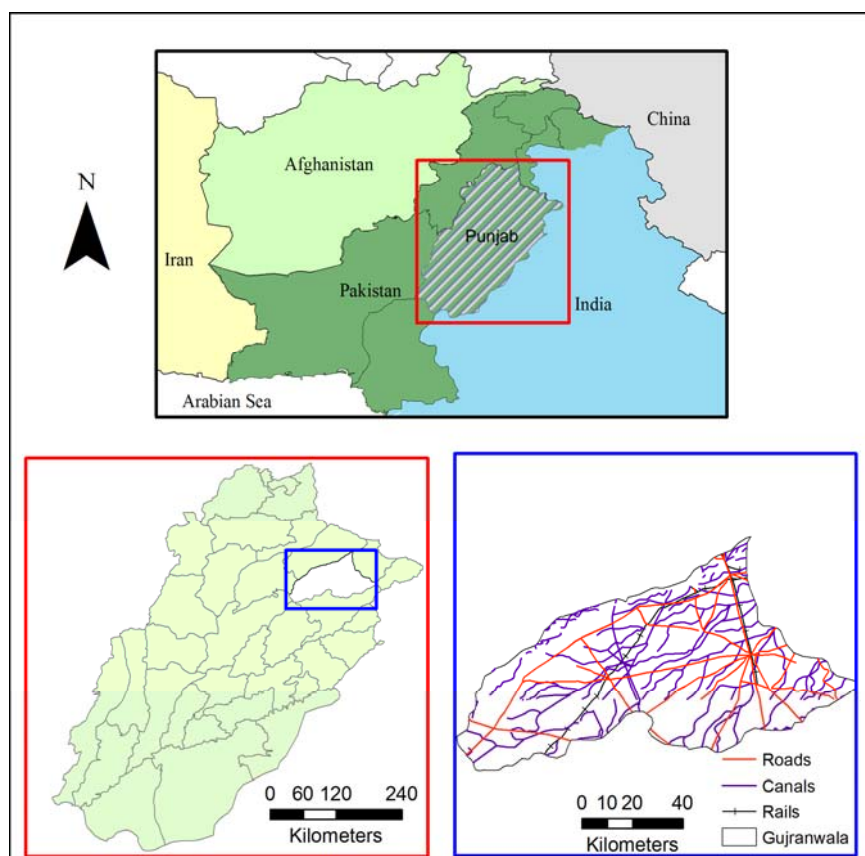 China
Afghanistan
N
Punjab
Iran
Pakistan
India
Arabian Sea
0 60 120 240
Kilometers
0 10 20 40
Kilometers
Roads
Canals
Rails
Gujranwala